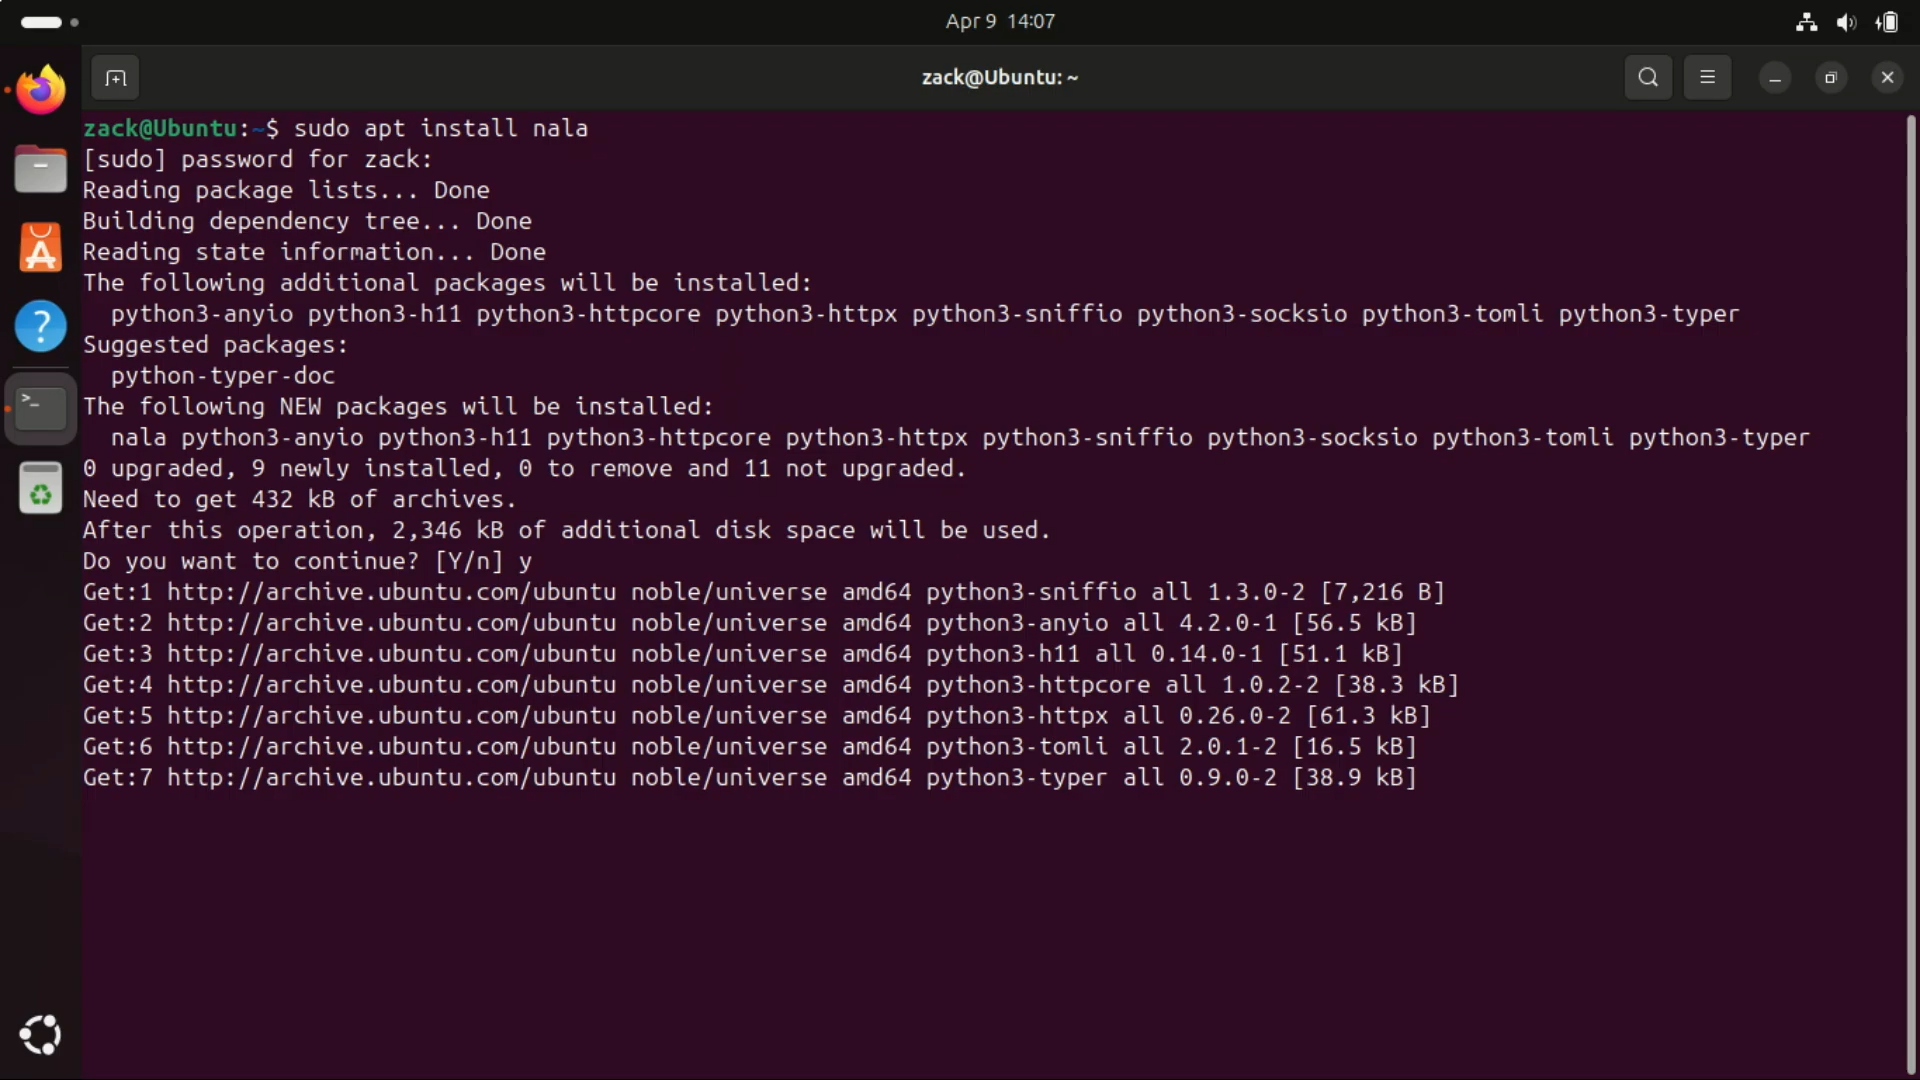 Apr 9 14:07
zack@Ubuntu: ~
zack@Ubuntu:~$ sudo apt install nala
[sudo] password for zack:
Reading package lists... Done
Building dependency tree... Done
Reading state information... Done
The following additional packages will be installed:
  python3-anyio python3-h11 python3-httpcore python3-httpx python3-sniffio python3-socksio python3-tomli python3-typer
Suggested packages:
  python-typer-doc
The following NEW packages will be installed:
  nala python3-anyio python3-h11 python3-httpcore python3-httpx python3-sniffio python3-socksio python3-tomli python3-typer
0 upgraded, 9 newly installed, 0 to remove and 11 not upgraded.
Need to get 432 kB of archives.
After this operation, 2,346 kB of additional disk space will be used.
Do you want to continue? [Y/n] y
Get:1 http://archive.ubuntu.com/ubuntu noble/universe amd64 python3-sniffio all 1.3.0-2 [7,216 B]
Get:2 http://archive.ubuntu.com/ubuntu noble/universe amd64 python3-anyio all 4.2.0-1 [56.5 kB]
Get:3 http://archive.ubuntu.com/ubuntu noble/universe amd64 python3-h11 all 0.14.0-1 [51.1 kB]
Get:4 http://archive.ubuntu.com/ubuntu noble/universe amd64 python3-httpcore all 1.0.2-2 [38.3 kB]
Get:5 http://archive.ubuntu.com/ubuntu noble/universe amd64 python3-httpx all 0.26.0-2 [61.3 kB]
Get:6 http://archive.ubuntu.com/ubuntu noble/universe amd64 python3-tomli all 2.0.1-2 [16.5 kB]
Get:7 http://archive.ubuntu.com/ubuntu noble/universe amd64 python3-typer all 0.9.0-2 [38.9 kB]